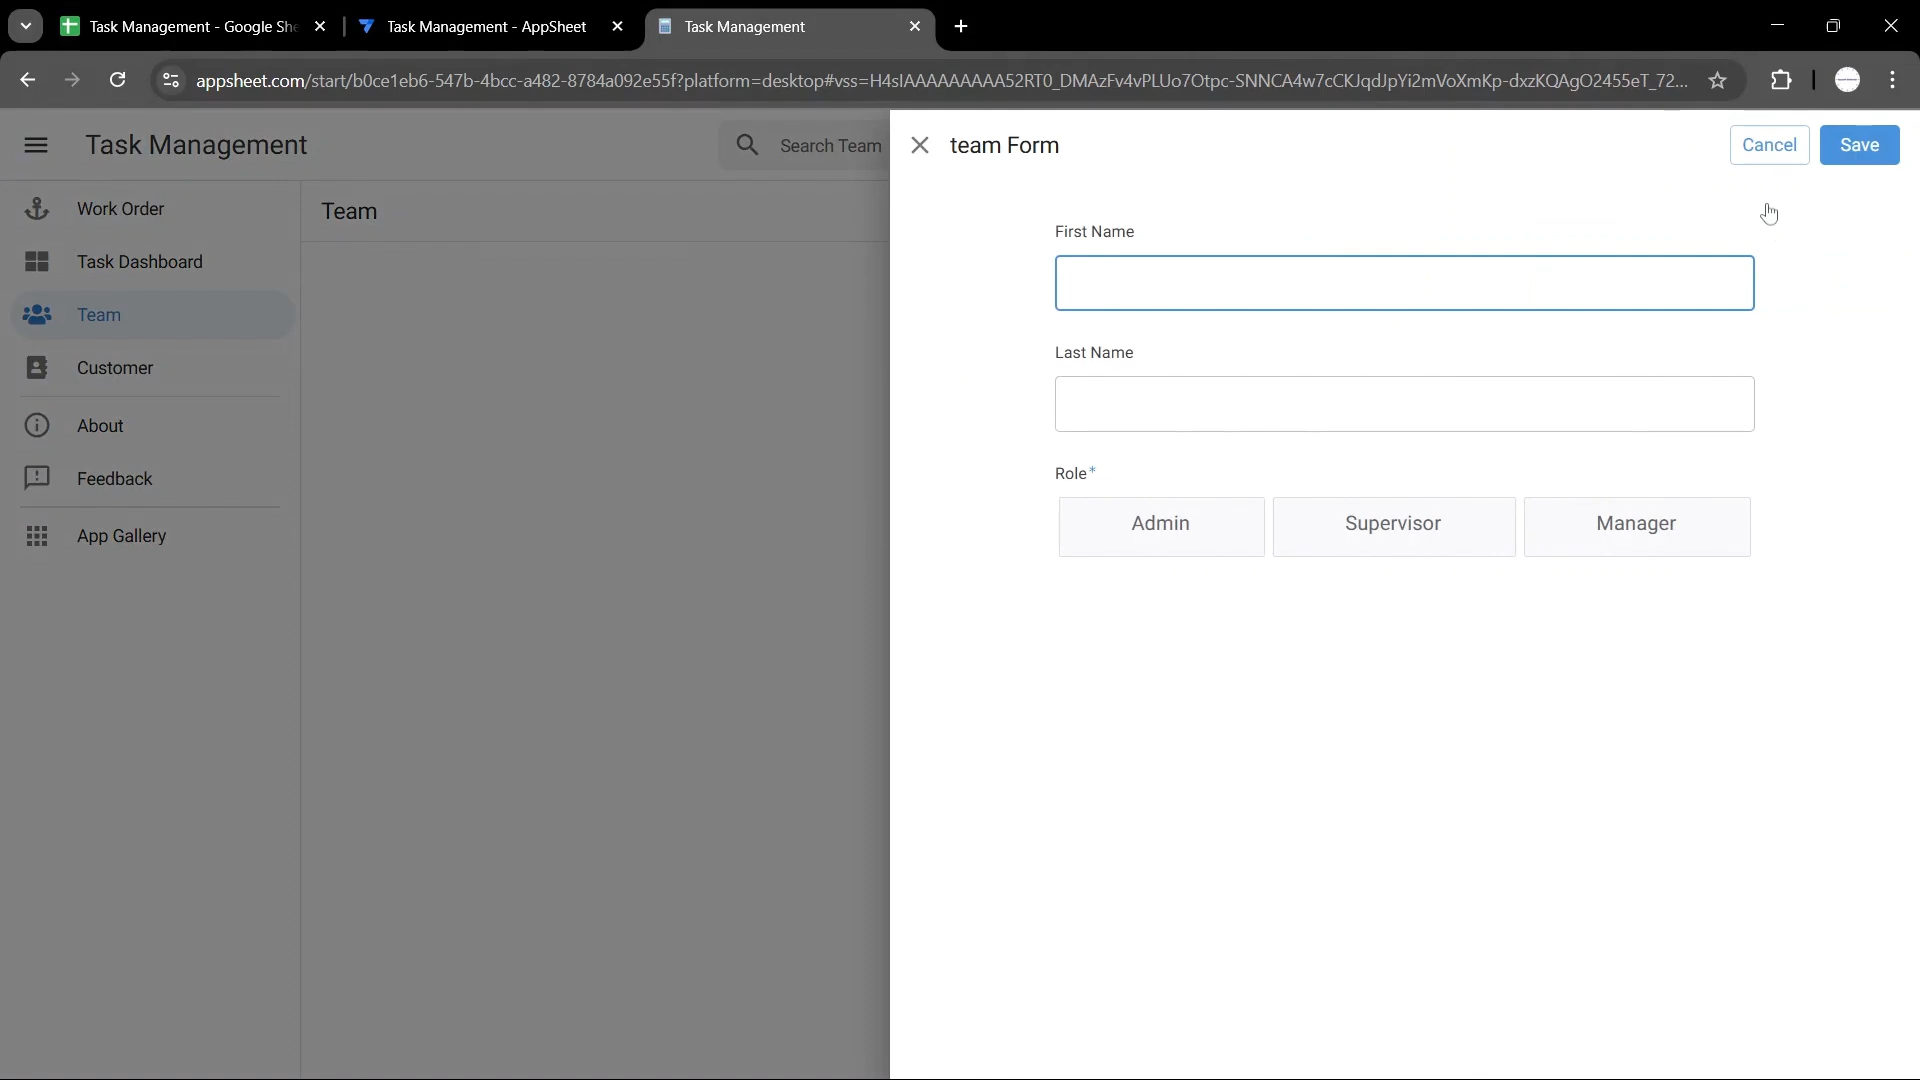 Task Management - Google She
Task Management - AppSheet
Task Management
appsheet.com/start/b0ce1eb6-547b-4bcc-a482-8784a092e55f?platform=desktop#vss=H4sIAAAAAAAAA52RT0_DMAzFv4vPLUo7Otpc-SNNCA4w7cCKJqdJpYi2mVoXmKp-dxzKQAgO2455eT_72...
Task Management
Search Team
team Form
Cancel
Save
Work Order
Task Dashboard
Team
Customer
About
Feedback
App Gallery
Team
First Name
Last Name
Role*
Admin
Supervisor
Manager